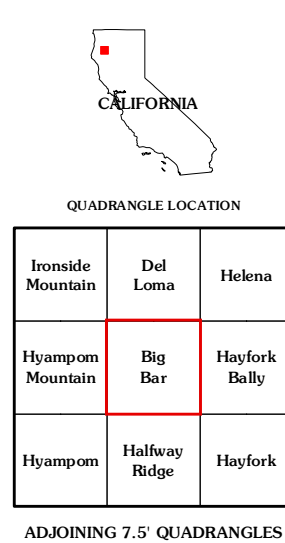 CALIFORNIA
QUADRANGLE LOCATION
Ironside
Mountain
Del
Loma
Helena
Hyampom
Mountain
Big
Bar
Hayfork
Bally
Hyampom
Halfway
Ridge
Hayfork
ADJOINING 7.5' QUADRANGLES